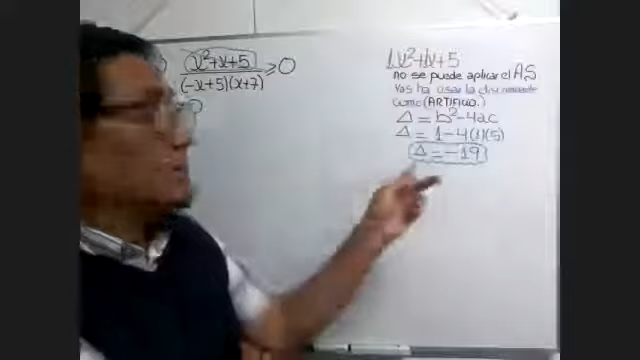 x²+x+5
(-x+5)(x+7) ≥0
1x²+1x+5
no se puede aplicar el AS
Vas ha usar la discriminante
como (ARTIFICIO.)
Δ = b²-4ac
Δ = 1-4(1)(5)
Δ = -19